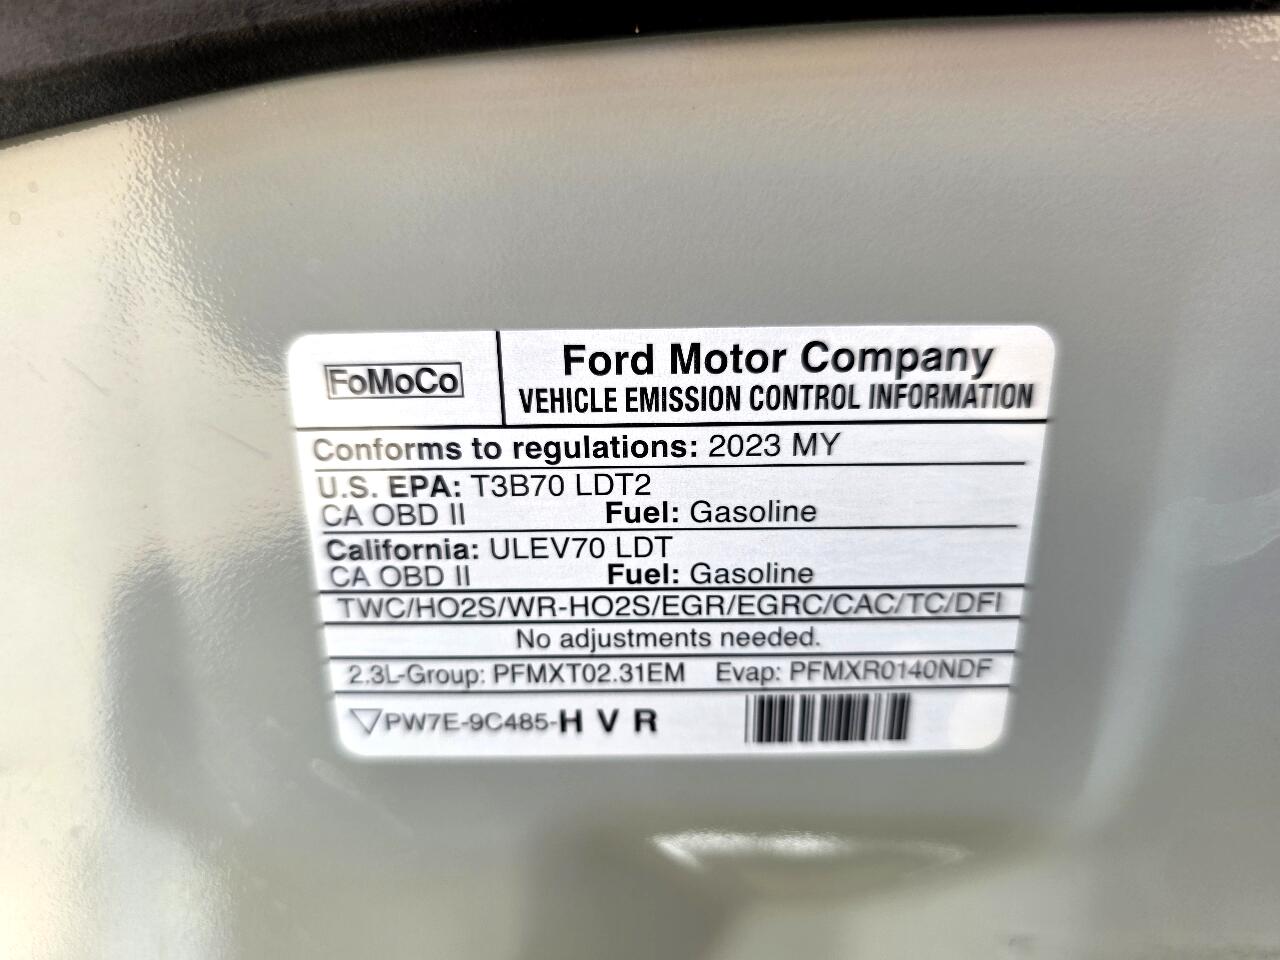 FoMoCo
Ford Motor Company
VEHICLE EMISSION CONTROL INFORMATION
Conforms to regulations: 2023 MY
U.S. EPA: T3B70 LDT2
CA OBD II Fuel: Gasoline
California: ULEV70 LDT
CA OBD II Fuel: Gasoline
TWC/HO2S/WR-HO2S/EGR/EGRC/CAC/TC/DFI
No adjustments needed.
2.3L-Group: PFMXT02.31EM Evap: PFMXR0140NDF
PW7E-9C485-H V R